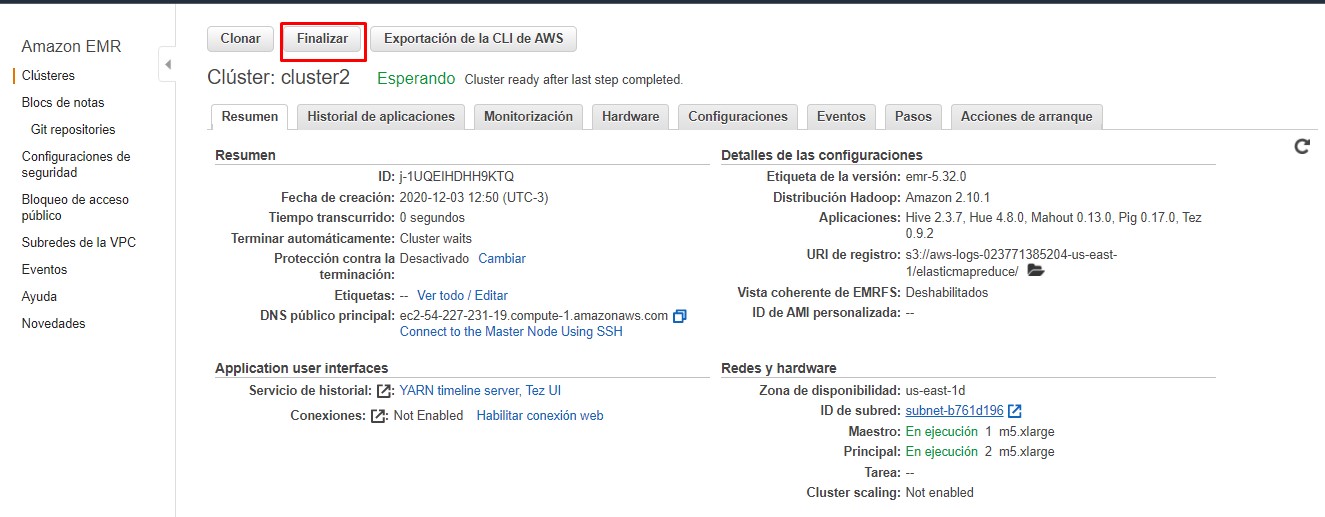 Amazon EMR
Clústeres
Blocs de notas
Git repositories
Configuraciones de
seguridad
Bloqueo de acceso
público
Subredes de la VPC
Eventos
Ayuda
Novedades
Clonar Finalizar Exportación de la CLI de AWS
Clúster: cluster2 Esperando Cluster ready after last step completed.
Resumen Historial de aplicaciones Monitorización Hardware Configuraciones Eventos Pasos Acciones de arranque
Resumen
ID: j-1UQEIHDHH9KTQ
Fecha de creación: 2020-12-03 12:50 (UTC-3)
Tiempo transcurrido: 0 segundos
Terminar automáticamente: Cluster waits
Protección contra la Desactivado Cambiar
terminación:
Etiquetas: -- Ver todo / Editar
DNS público principal: ec2-54-227-231-19.compute-1.amazonaws.com
Connect to the Master Node Using SSH
Detalles de las configuraciones
Etiqueta de la versión: emr-5.32.0
Distribución Hadoop: Amazon 2.10.1
Aplicaciones: Hive 2.3.7, Hue 4.8.0, Mahout 0.13.0, Pig 0.17.0, Tez
0.9.2
URI de registro: s3://aws-logs-023771385204-us-east-
1/elasticmapreduce/
Vista coherente de EMRFS: Deshabilitados
ID de AMI personalizada: --
Application user interfaces
Servicio de historial: YARN timeline server, Tez UI
Conexiones: Not Enabled Habilitar conexión web
Redes y hardware
Zona de disponibilidad: us-east-1d
ID de subred: subnet-b761d196
Maestro: En ejecución 1 m5.xlarge
Principal: En ejecución 2 m5.xlarge
Tarea: --
Cluster scaling: Not enabled